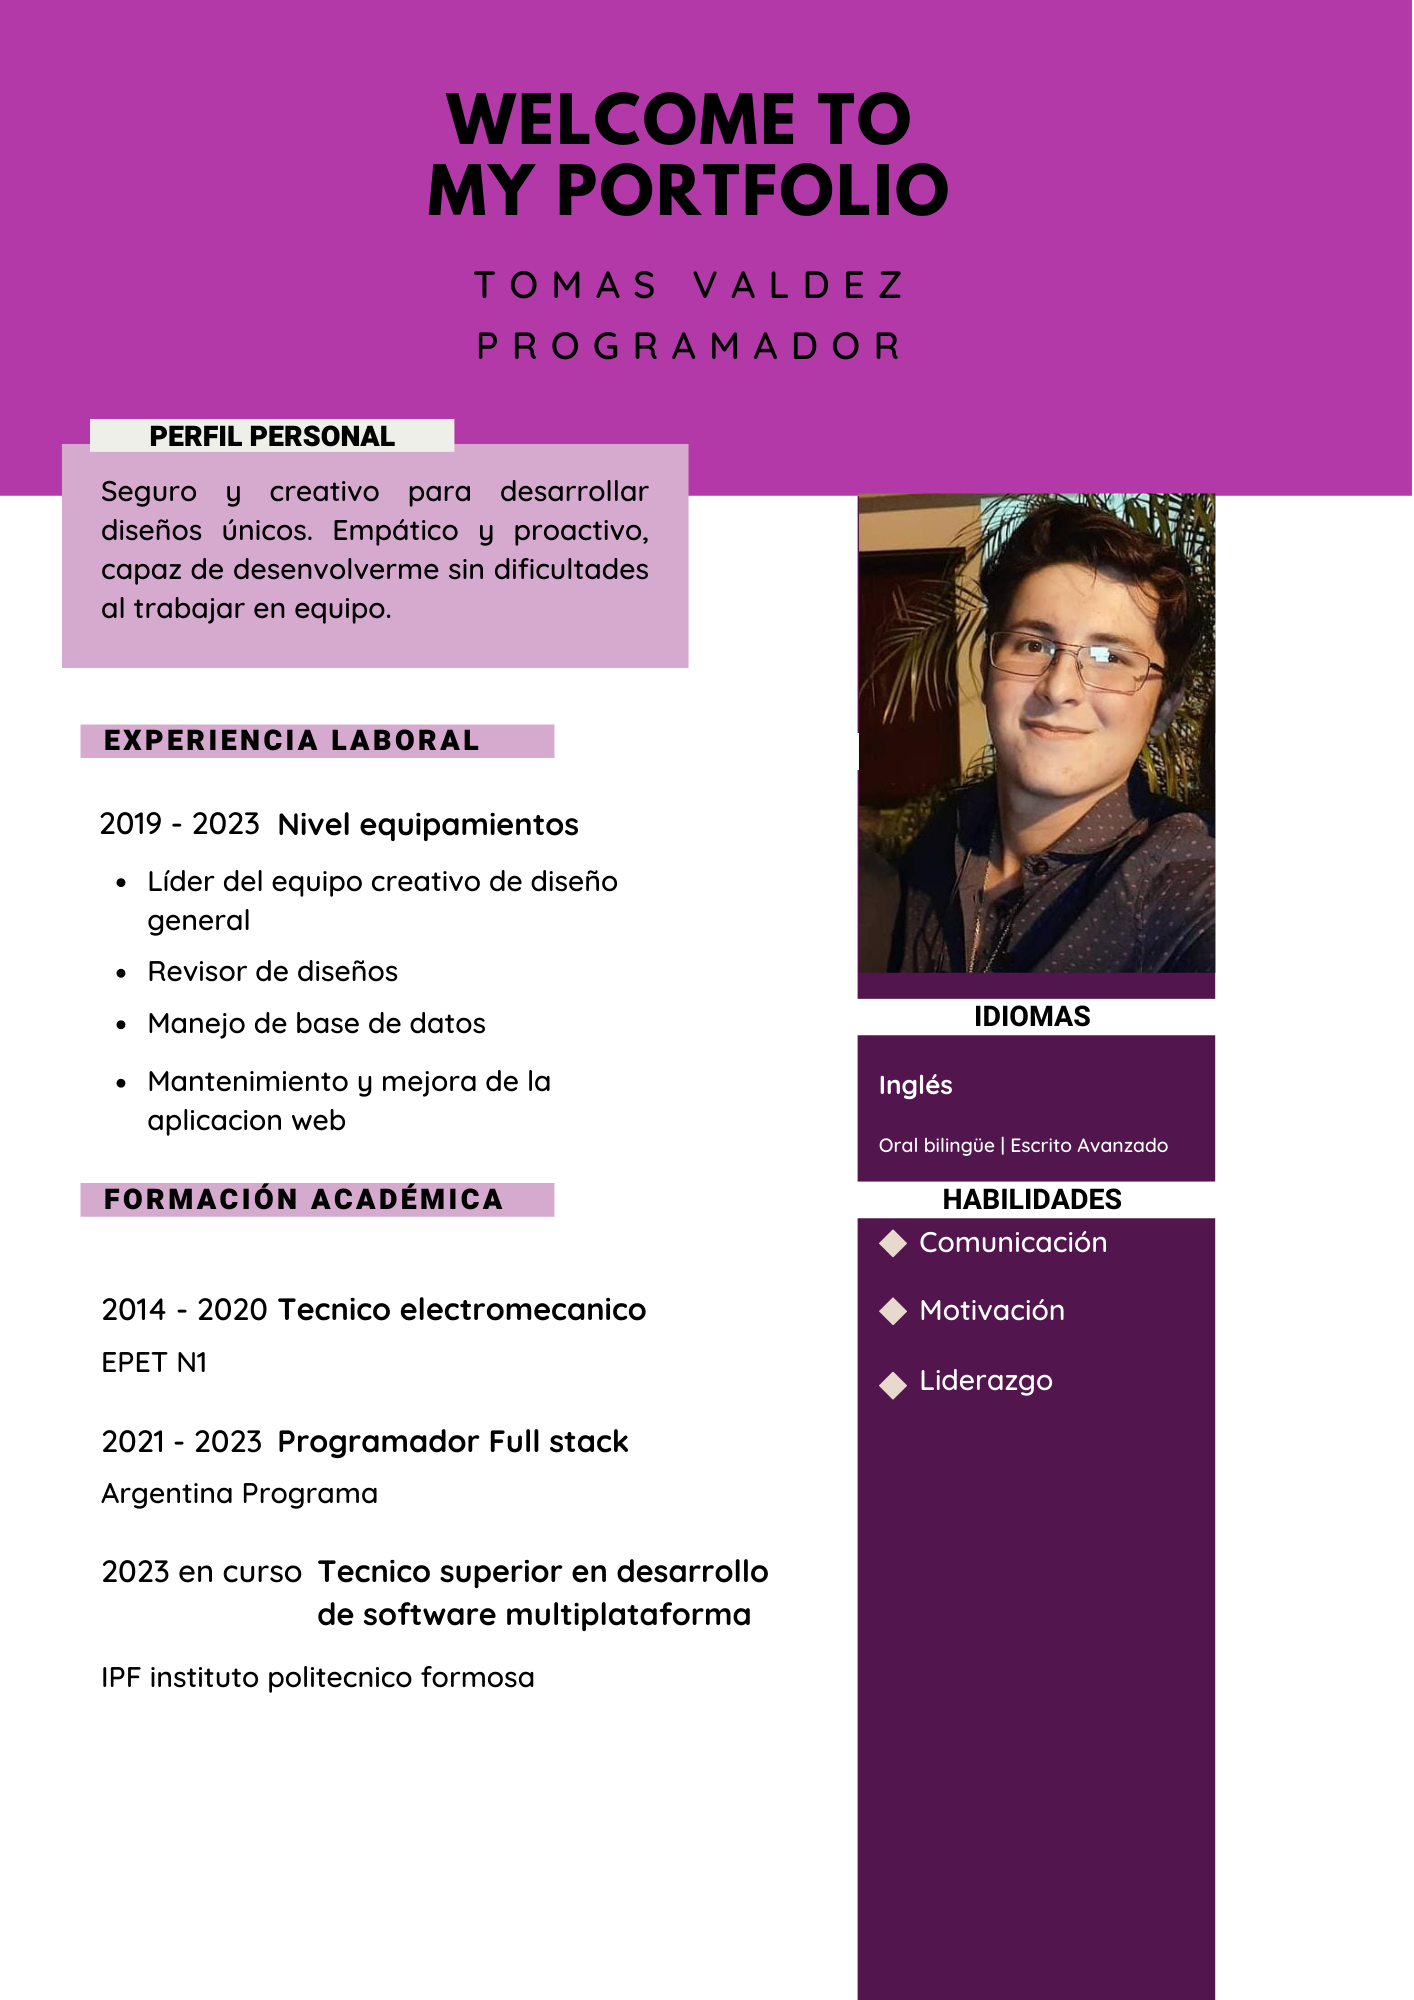 WELCOME TO
MY PORTFOLIO
TOMAS VALDEZ
PROGRAMADOR
PERFIL PERSONAL
Seguro y creativo para desarrollar
diseños únicos. Empático y proactivo,
capaz de desenvolverme sin dificultades
al trabajar en equipo.
EXPERIENCIA LABORAL
2019 - 2023 Nivel equipamientos
• Líder del equipo creativo de diseño
general
• Revisor de diseños
• Manejo de base de datos
• Mantenimiento y mejora de la
aplicacion web
FORMACIÓN ACADÉMICA
2014 - 2020 Tecnico electromecanico
EPET N1
2021 - 2023 Programador Full stack
Argentina Programa
2023 en curso Tecnico superior en desarrollo
de software multiplataforma
IPF instituto politecnico formosa
IDIOMAS
Inglés
Oral bilingüe | Escrito Avanzado
HABILIDADES
Comunicación
Motivación
Liderazgo